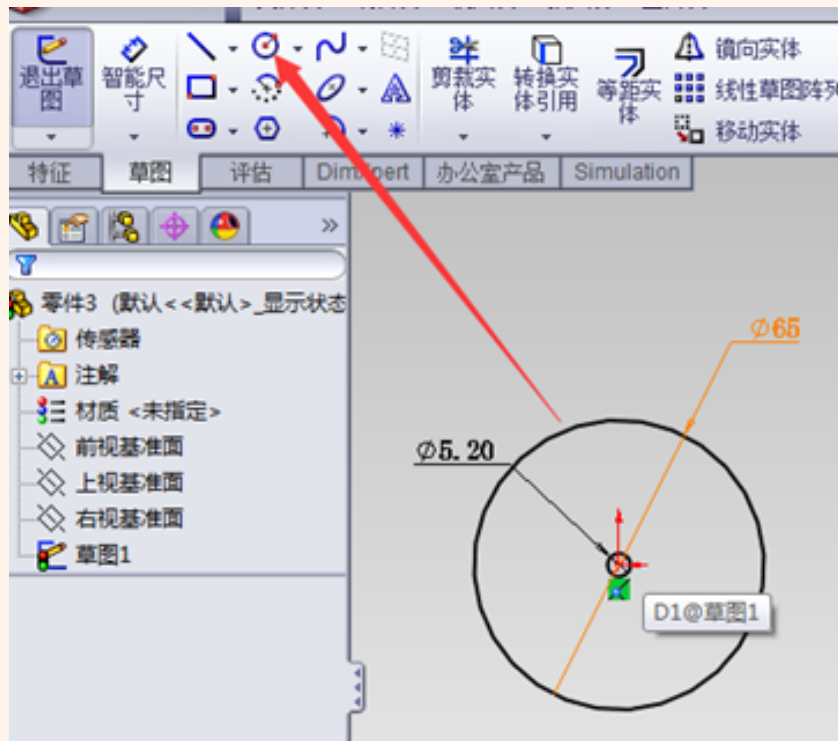 退出草图
智能尺寸
剪裁实体
转换实体引用
等距实体
镜向实体
线性草图阵列
移动实体
特征
草图
评估
办公室产品
Simulation
零件3 (默认<<默认>_显示状态
传感器
注解
材质 <未指定>
前视基准面
上视基准面
右视基准面
草图1
∅65
∅5.20
D1@草图1